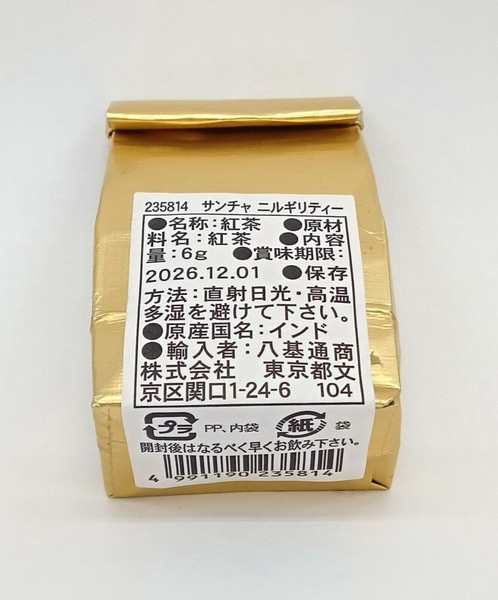 235814 サンチャ ニルギリティー
●名称:紅茶 ●原材
料名:紅茶 ●内容
量:6g ●賞味期限:
2026.12.01 ●保存
方法:直射日光・高温
多湿を避けて下さい。
●原産国名:インド
●輸入者:八基通商
株式会社 東京都文
京区関口1-24-6 104
プラ PP、内袋 紙 袋
開封後はなるべく早くお飲み下さい。
4 991190 235814